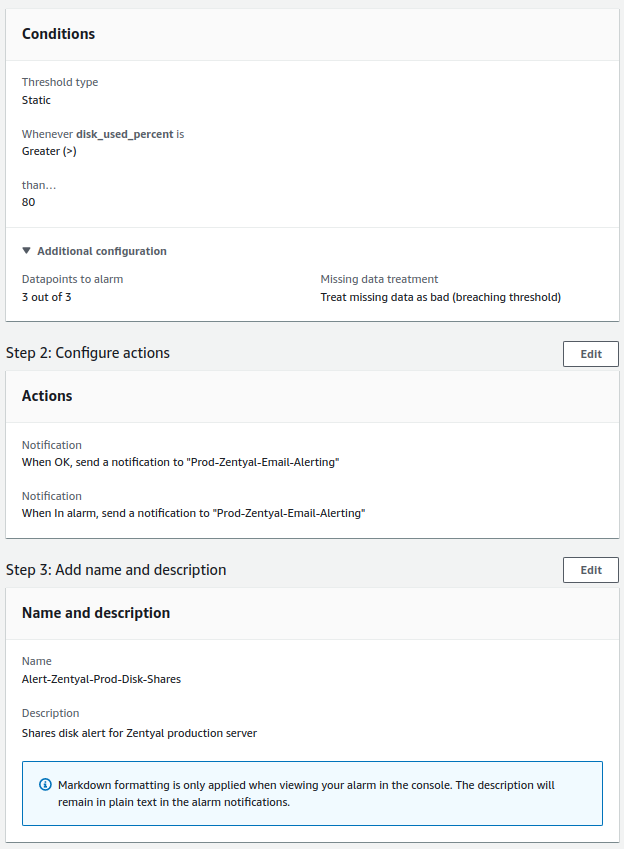 Conditions
Threshold type
Static
Whenever disk_used_percent is
Greater (>)
than...
80
Additional configuration
Datapoints to alarm
3 out of 3
Missing data treatment
Treat missing data as bad (breaching threshold)
Step 2: Configure actions
Edit
Actions
Notification
When OK, send a notification to "Prod-Zentyal-Email-Alerting"
Notification
When In alarm, send a notification to "Prod-Zentyal-Email-Alerting"
Step 3: Add name and description
Edit
Name and description
Name
Alert-Zentyal-Prod-Disk-Shares
Description
Shares disk alert for Zentyal production server
Markdown formatting is only applied when viewing your alarm in the console. The description will
remain in plain text in the alarm notifications.